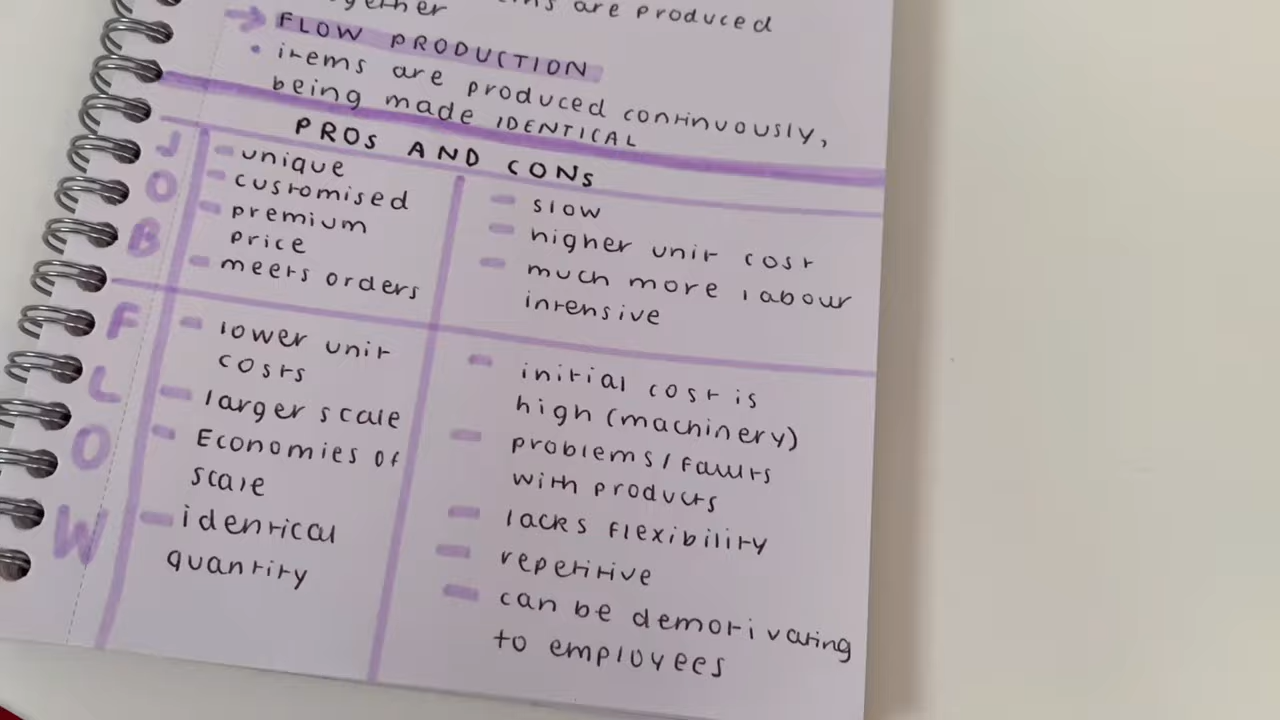 are produced
FLOW PRODUCTION
items are produced continuously,
being made IDENTICAL
PROS AND CONS
JOB
unique
customised
premium
price
meets orders
slow
higher unit cost
much more labour
intensive
FLOW
lower unit
costs
larger scale
Economies of
scale
identical
quantity
initial cost is
high (machinery)
problems/faults
with products
lacks flexibility
repetitive
can be demotivating
to employees